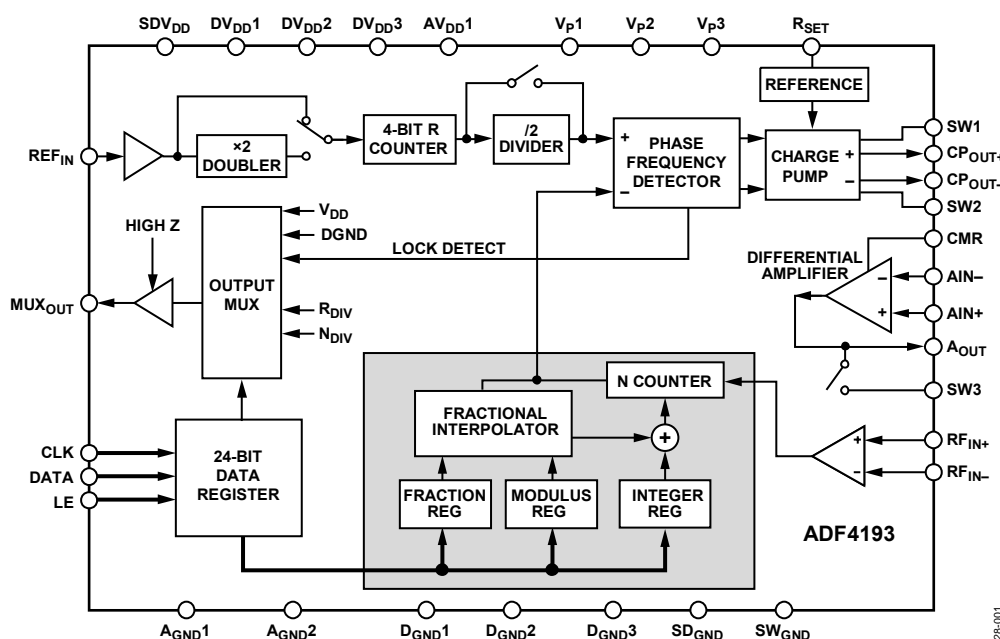 SDVDD DVDD1 DVDD2 DVDD3 AVDD1 VP1 VP2 VP3 RSET
REFERENCE
REFIN
×2
DOUBLER
4-BIT R
COUNTER
/2
DIVIDER
+
−
PHASE
FREQUENCY
DETECTOR
CHARGE
PUMP
+
−
SW1
CPOUT+
CPOUT−
SW2
HIGH Z
MUXOUT
OUTPUT
MUX
VDD
DGND
LOCK DETECT
RDIV
NDIV
DIFFERENTIAL
AMPLIFIER
−
+
CMR
AIN−
AIN+
AOUT
SW3
N COUNTER
FRACTIONAL
INTERPOLATOR
+
FRACTION
REG
MODULUS
REG
INTEGER
REG
+
−
RFIN+
RFIN−
CLK
DATA
LE
24-BIT
DATA
REGISTER
ADF4193
AGND1 AGND2 DGND1 DGND2 DGND3 SDGND SWGND